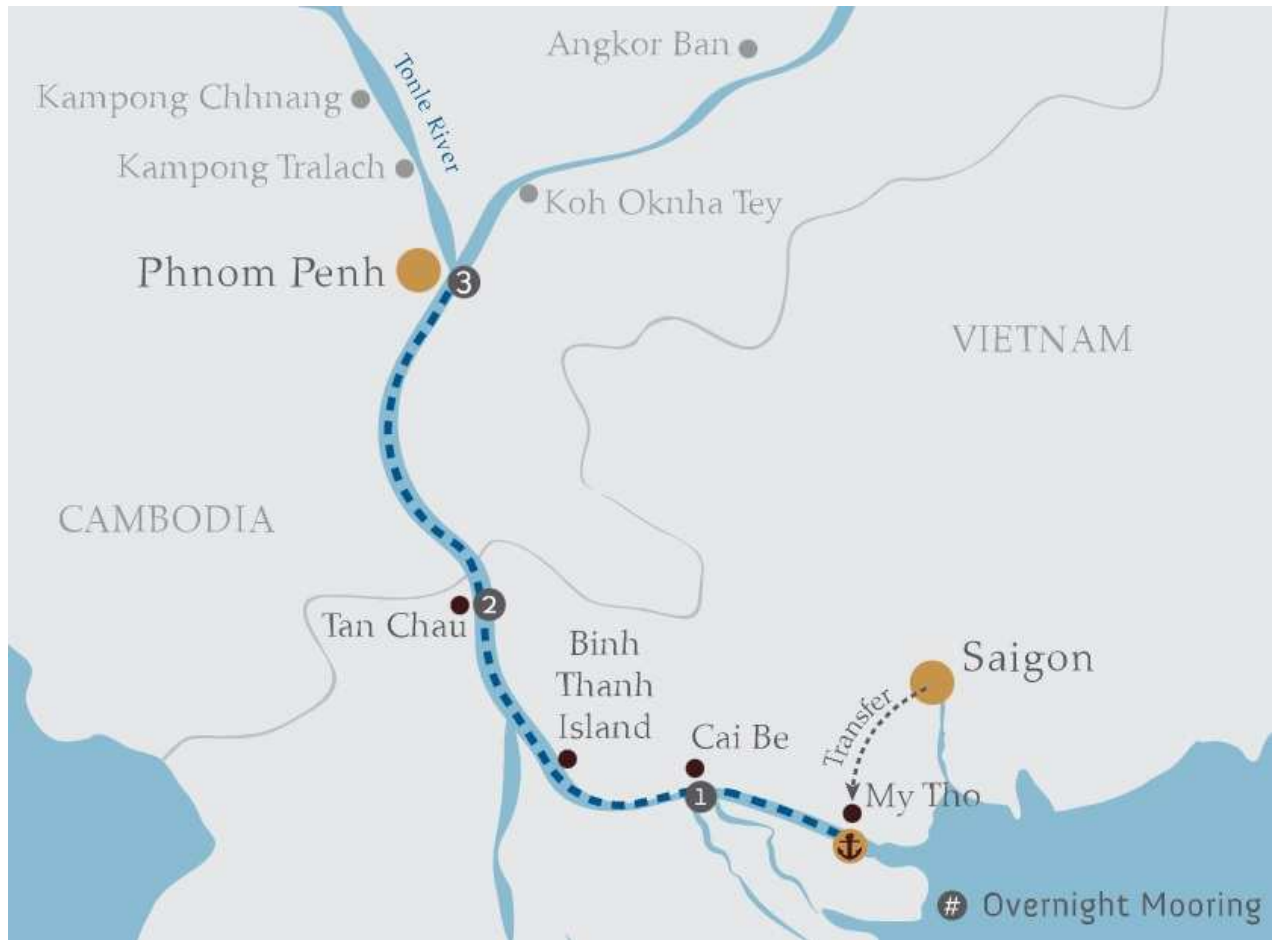 Angkor Ban
Kampong Chhnang
Tonle River
Kampong Tralach
Koh Oknha Tey
Phnom Penh
3
VIETNAM
CAMBODIA
2
Tan Chau
Binh
Thanh
Island
Saigon
Transfer
Cai Be
1
My Tho
# Overnight Mooring